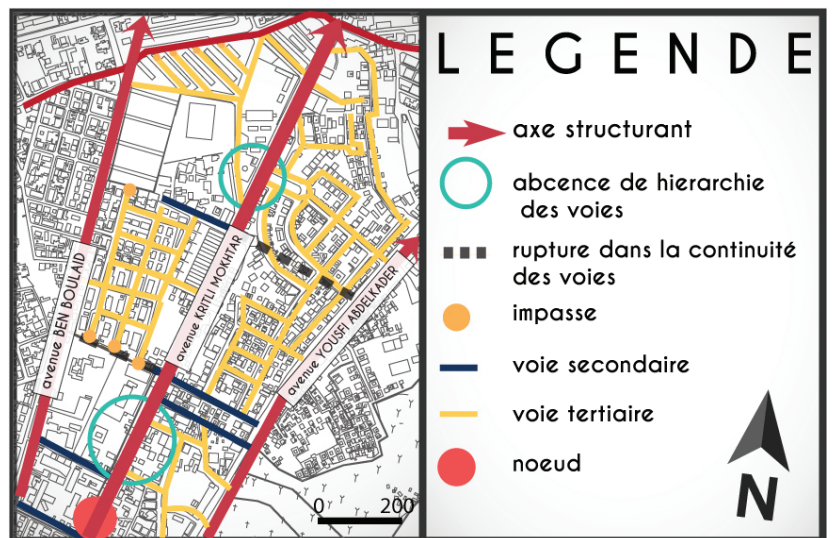 avenue BEN BOULAID
avenue KRITLI MOKHTAR
avenue YOUSFI ABDELKADER
0 200
LEGENDE
axe structurant
abcence de hierarchie
des voies
rupture dans la continuité
des voies
impasse
voie secondaire
voie tertiaire
noeud
N